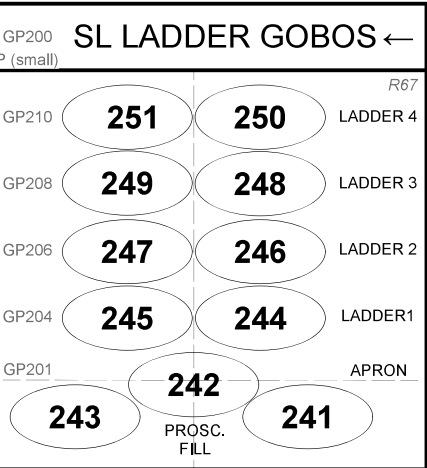 GP200 SL LADDER GOBOS ←
P (small)
R67
GP210 251 250 LADDER 4
GP208 249 248 LADDER 3
GP206 247 246 LADDER 2
GP204 245 244 LADDER1
GP201 242 APRON
243 241
PROSC.
FILL